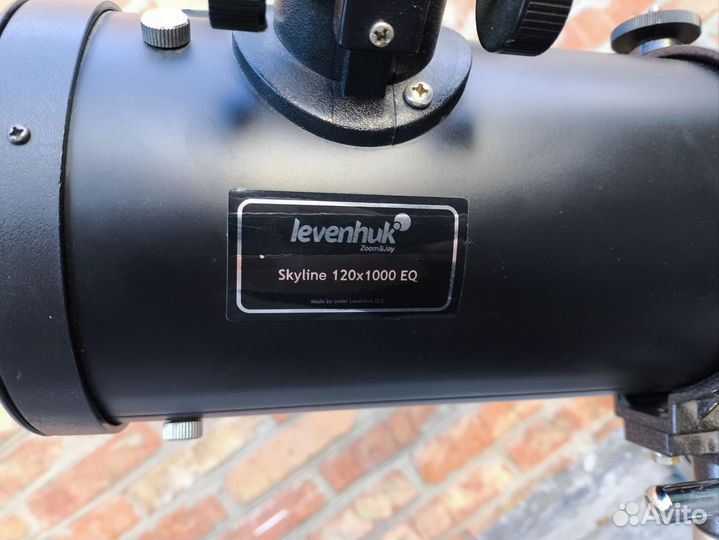 levenhuk
Zoom&Joy
Skyline 120x1000 EQ
Made by order Levenhuk LLC
Avito